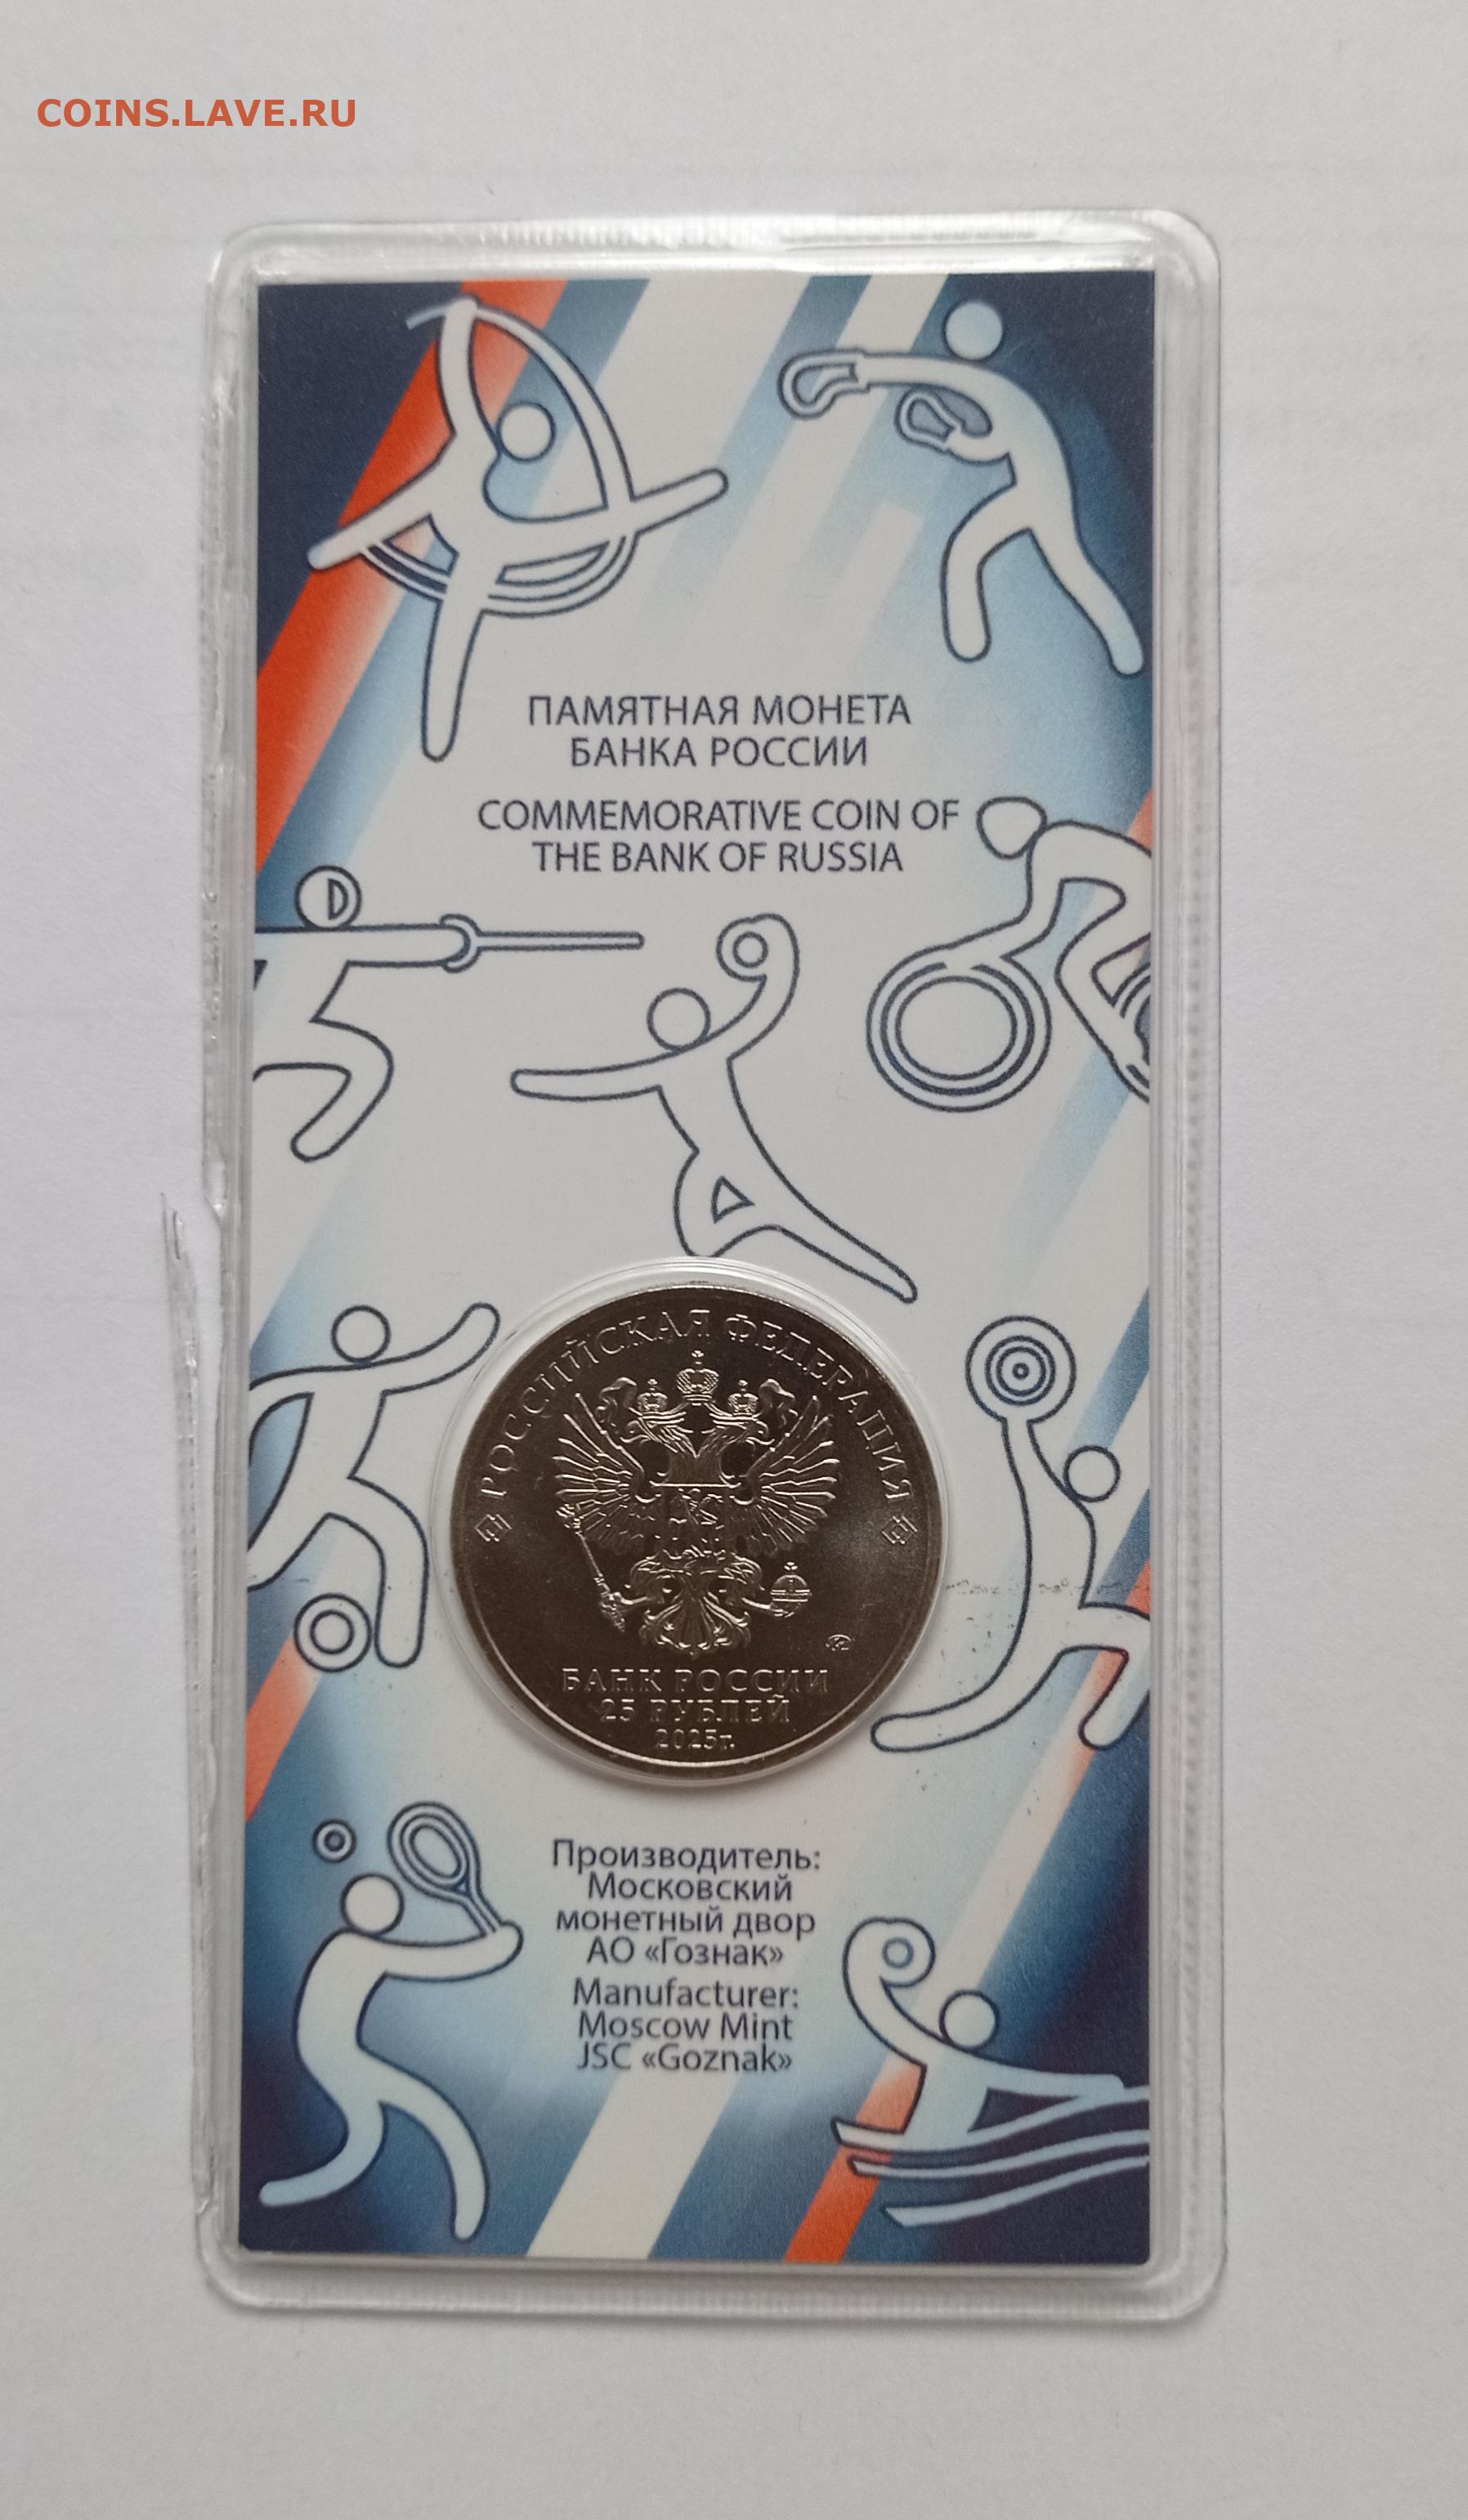 COINS.LAVE.RU
ПАМЯТНАЯ МОНЕТА
БАНКА РОССИИ
COMMEMORATIVE COIN OF
THE BANK OF RUSSIA
РОССИЙСКАЯ ФЕДЕРАЦИЯ
БАНК РОССИИ
25 РУБЛЕЙ
2025г.
Производитель:
Московский
монетный двор
АО «Гознак»
Manufacturer:
Moscow Mint
JSC «Goznak»